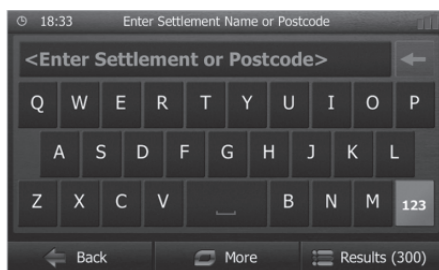 18:33 Enter Settlement Name or Postcode
<Enter Settlement or Postcode>
Q W E R T Y U I O P
A S D F G H J K L
Z X C V B N M 123
Back More Results (300)